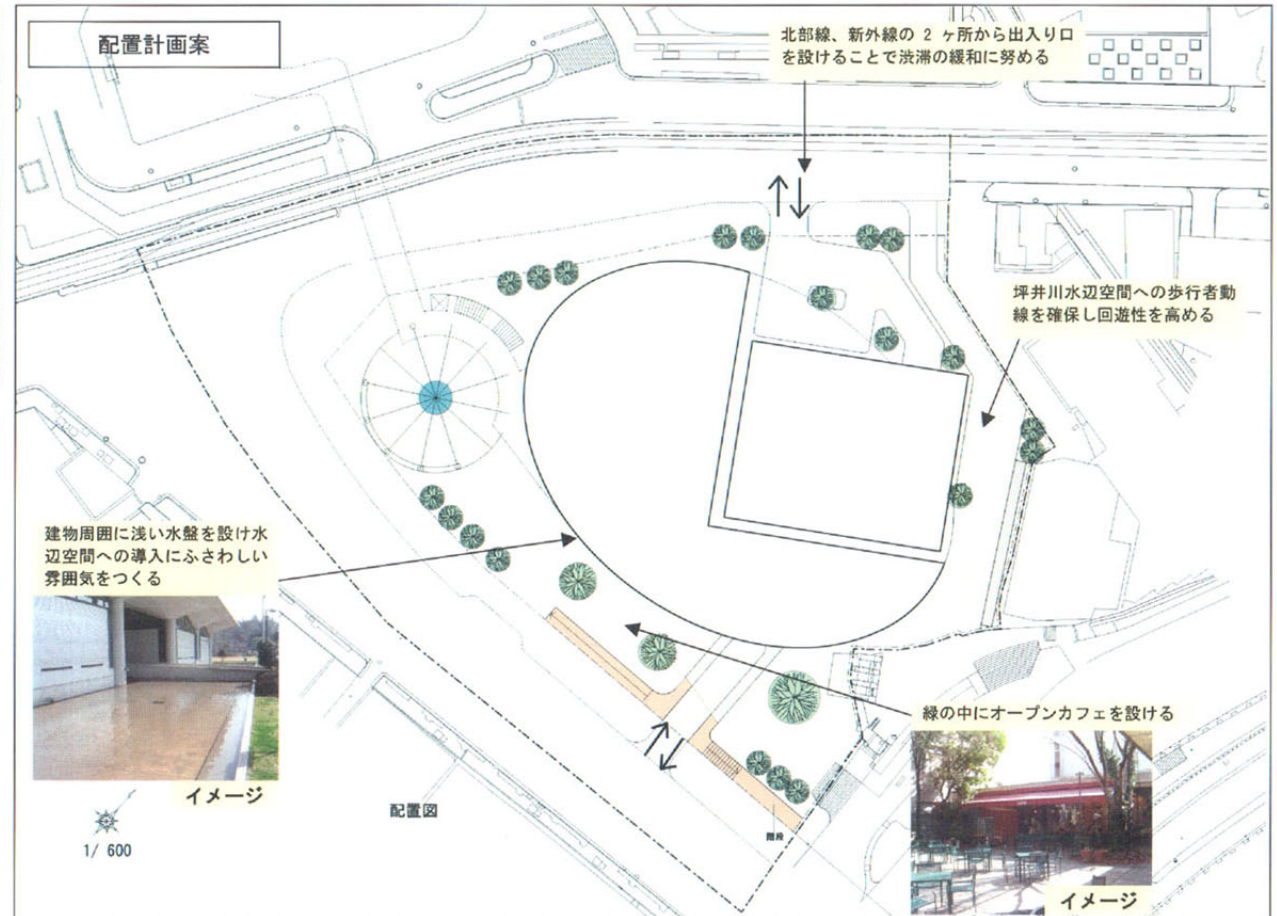 配置計画案
北部線、新外線の 2 ヶ所から出入り口
を設けることで渋滞の緩和に努める
坪井川水辺空間への歩行者動
線を確保し回遊性を高める
建物周囲に浅い水盤を設け水
辺空間への導入にふさわしい
雰囲気をつくる
イメージ
緑の中にオープンカフェを設ける
イメージ
配置図
階段
1/ 600